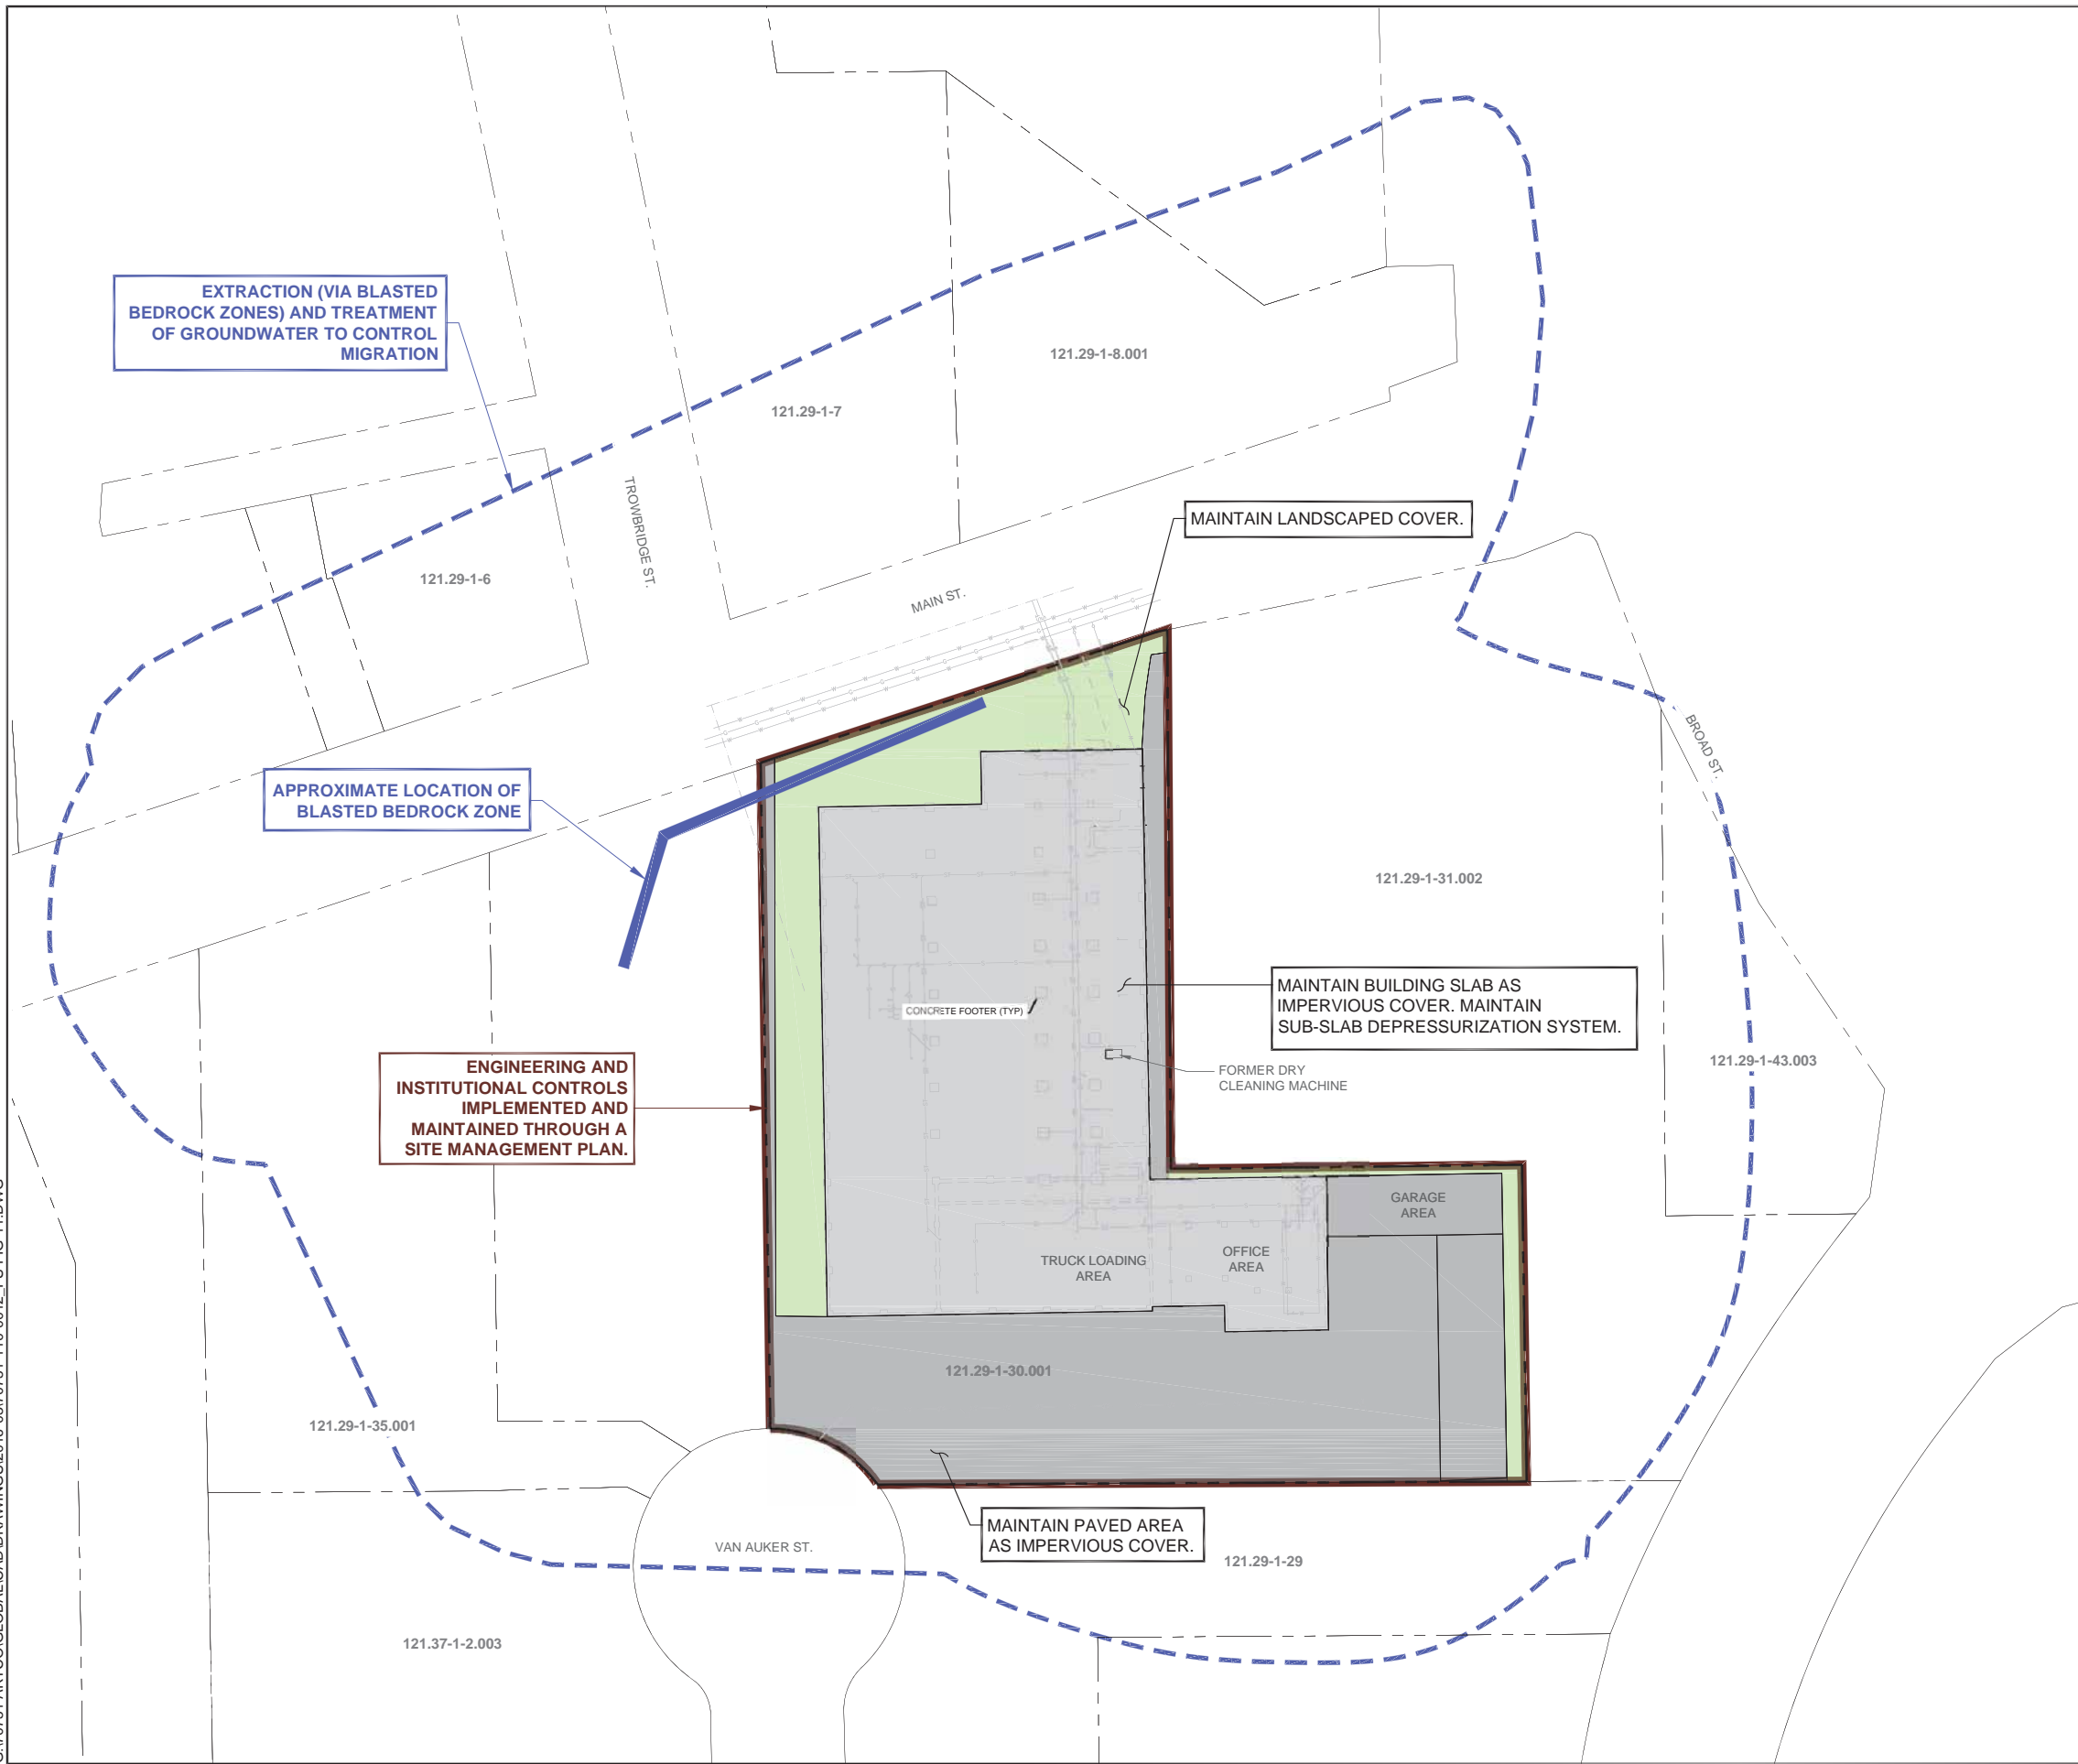 EXTRACTION (VIA BLASTED
BEDROCK ZONES) AND TREATMENT
OF GROUNDWATER TO CONTROL
MIGRATION
121.29-1-8.001
121.29-1-7
TROWBRIDGE ST.
MAINTAIN LANDSCAPED COVER.
121.29-1-6
MAIN ST.
BROAD ST.
APPROXIMATE LOCATION OF
BLASTED BEDROCK ZONE
121.29-1-31.002
MAINTAIN BUILDING SLAB AS
IMPERVIOUS COVER. MAINTAIN
SUB-SLAB DEPRESSURIZATION SYSTEM.
CONCRETE FOOTER (TYP)
121.29-1-43.003
ENGINEERING AND
INSTITUTIONAL CONTROLS
IMPLEMENTED AND
MAINTAINED THROUGH A
SITE MANAGEMENT PLAN.
FORMER DRY
CLEANING MACHINE
GARAGE
AREA
TRUCK LOADING
AREA
OFFICE
AREA
121.29-1-30.001
121.29-1-35.001
MAINTAIN PAVED AREA
AS IMPERVIOUS COVER.
VAN AUKER ST.
121.29-1-29
121.37-1-2.003